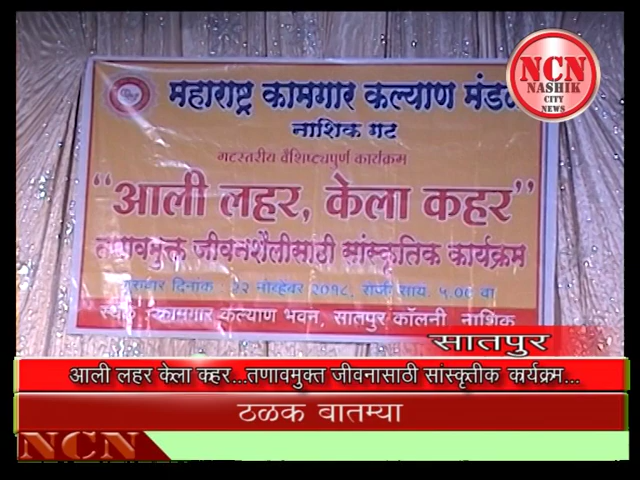 महाराष्ट्र कामगार कल्याण मंडळ
नाशिक गट
गटस्तरीय वैशिष्ट्यपूर्ण कार्यक्रम
“आली लहर, केला कहर”
तणावमुक्त जीवनशैलीसाठी सांस्कृतिक कार्यक्रम
गुरुवार दिनांक : २२ नोव्हेंबर २०१८, रोजी साय. ५.०० वा
स्थळ : कामगार कल्याण भवन, सातपुर कॉलनी नाशिक
NCN
NASHIK
CITY
NEWS
सातपुर
आली लहर केला कहर...तणावमुक्त जीवनासाठी सांस्कृतीक कार्यक्रम...
ठळक वातम्या
NCN